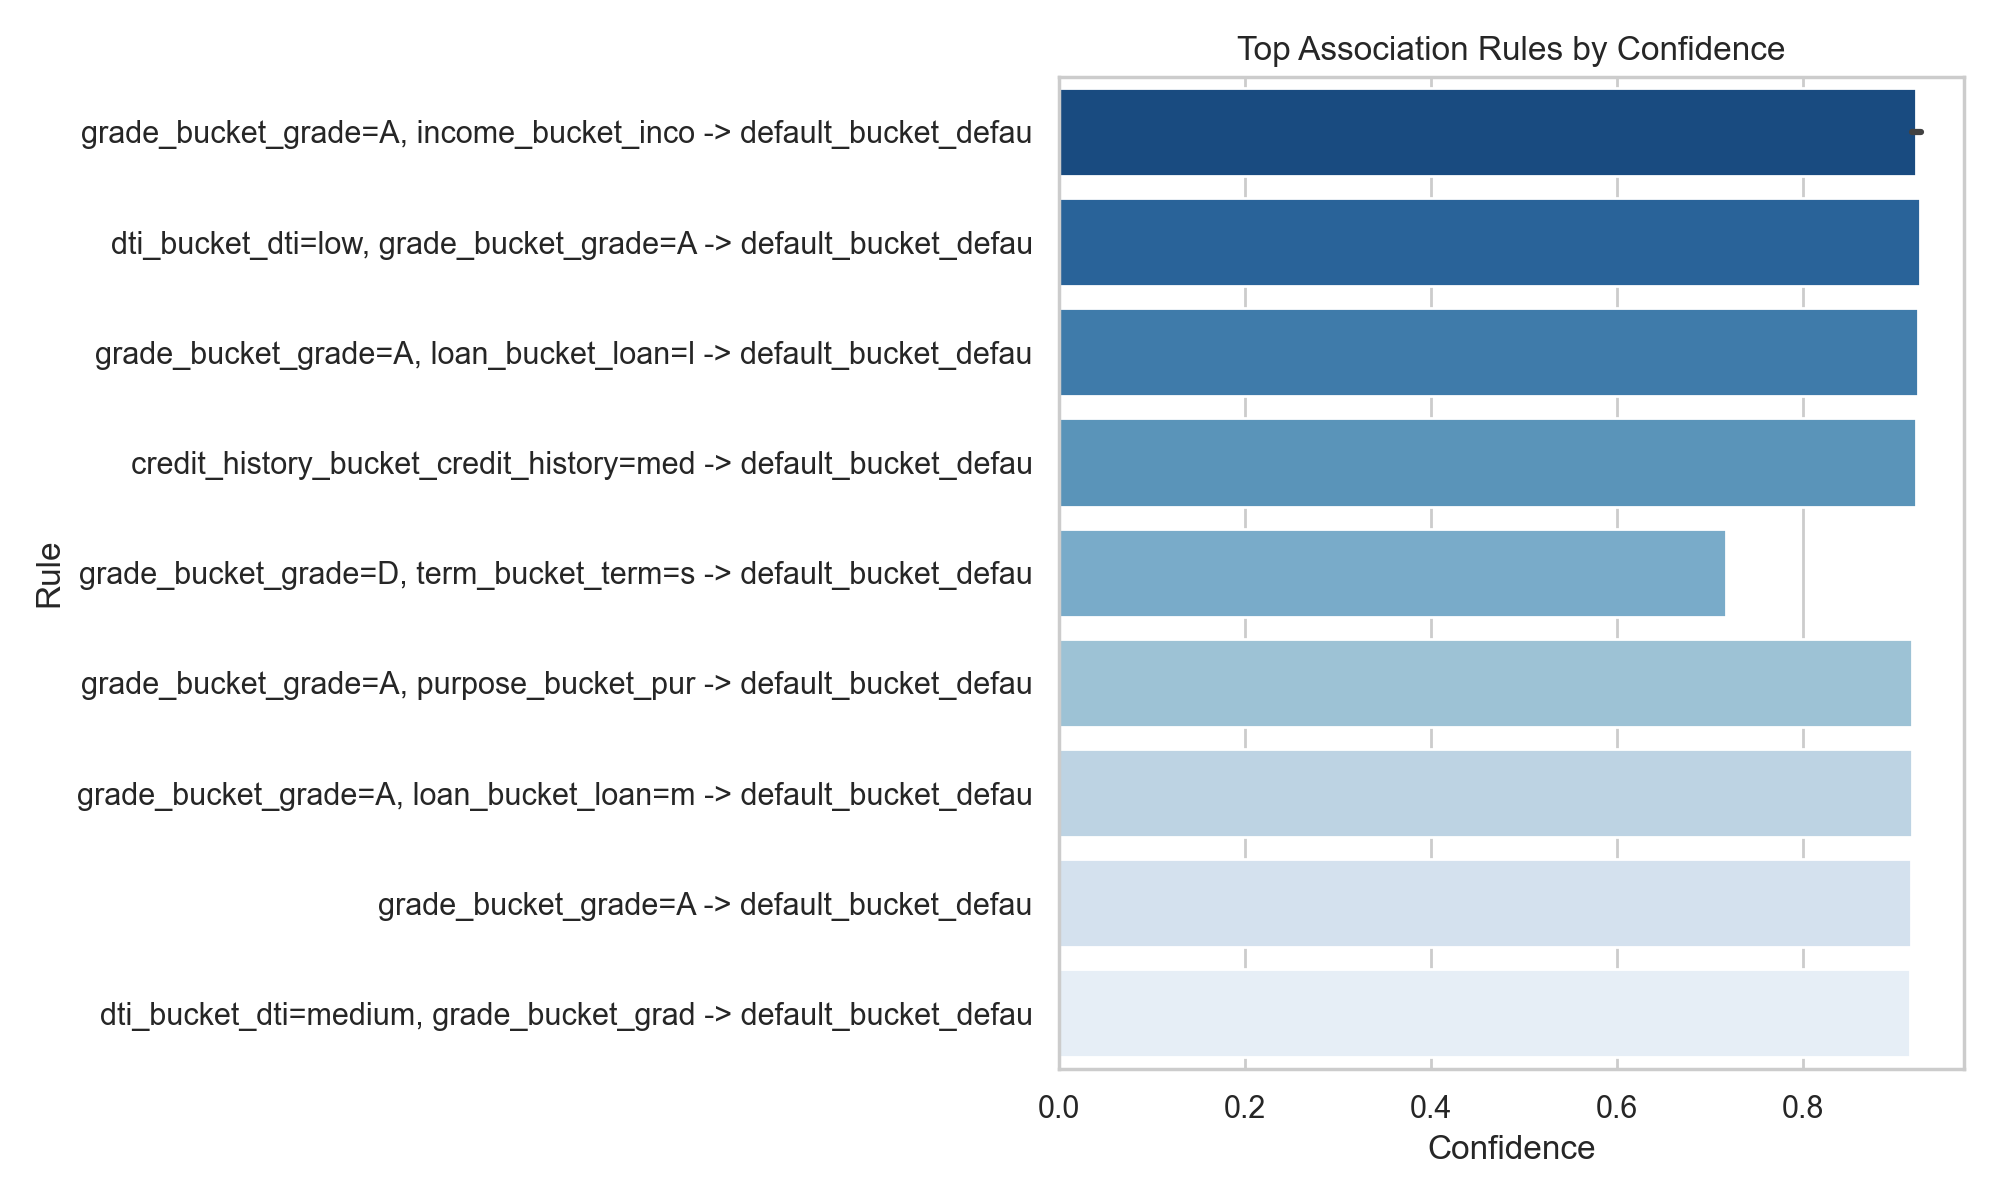 Top Association Rules by Confidence
grade_bucket_grade=A, income_bucket_inco -> default_bucket_defau
dti_bucket_dti=low, grade_bucket_grade=A -> default_bucket_defau
grade_bucket_grade=A, loan_bucket_loan=l -> default_bucket_defau
credit_history_bucket_credit_history=med -> default_bucket_defau
grade_bucket_grade=D, term_bucket_term=s -> default_bucket_defau
grade_bucket_grade=A, purpose_bucket_pur -> default_bucket_defau
grade_bucket_grade=A, loan_bucket_loan=m -> default_bucket_defau
grade_bucket_grade=A -> default_bucket_defau
dti_bucket_dti=medium, grade_bucket_grad -> default_bucket_defau
Rule
0.0 0.2 0.4 0.6 0.8
Confidence